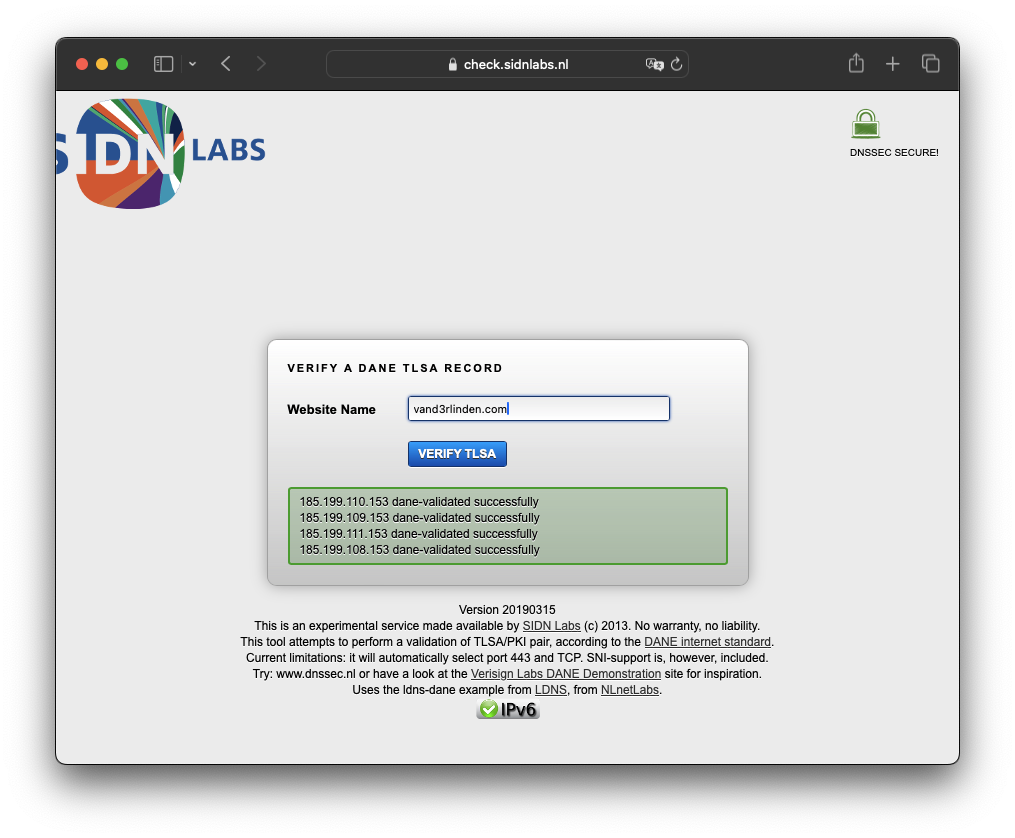 check.sidnlabs.nl
SIDN LABS
DNSSEC SECURE!
VERIFY A DANE TLSA RECORD
Website Name
vand3rlinden.com
VERIFY TLSA
185.199.110.153 dane-validated successfully
185.199.109.153 dane-validated successfully
185.199.111.153 dane-validated successfully
185.199.108.153 dane-validated successfully
Version 20190315
This is an experimental service made available by SIDN Labs (c) 2013. No warranty, no liability.
This tool attempts to perform a validation of TLSA/PKI pair, according to the DANE internet standard.
Current limitations: it will automatically select port 443 and TCP. SNI-support is, however, included.
Try: www.dnssec.nl or have a look at the Verisign Labs DANE Demonstration site for inspiration.
Uses the ldns-dane example from LDNS, from NLnetLabs.
IPv6